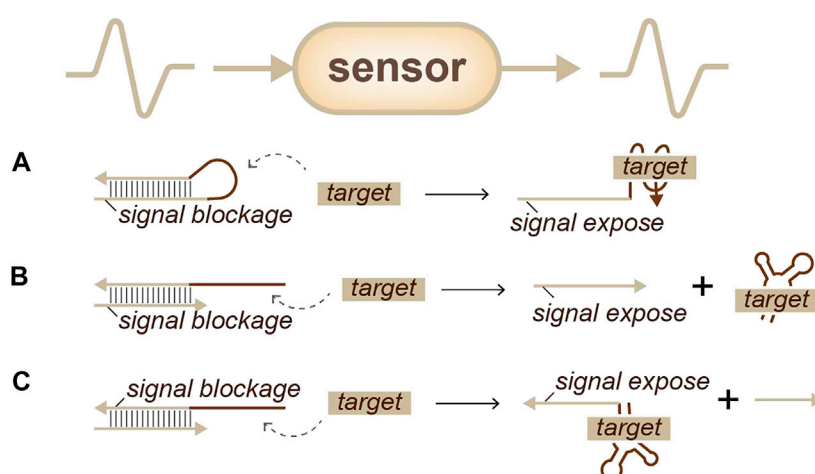 sensor
A
target
signal blockage
target
signal expose
B
target
signal blockage
signal expose
+
target
C
signal blockage
target
signal expose
+
target